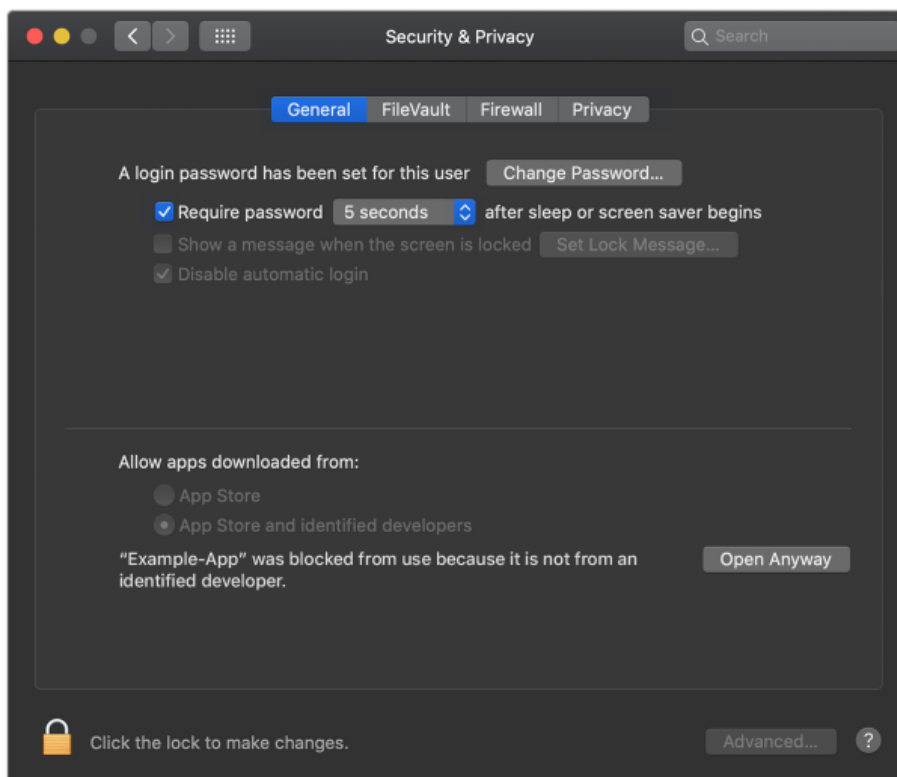 Security & Privacy
Search
General FileVault Firewall Privacy
A login password has been set for this user Change Password...
Require password 5 seconds after sleep or screen saver begins
Show a message when the screen is locked Set Lock Message...
Disable automatic login
Allow apps downloaded from:
App Store
App Store and identified developers
“Example-App” was blocked from use because it is not from an
identified developer.
Open Anyway
Click the lock to make changes.
Advanced...
?